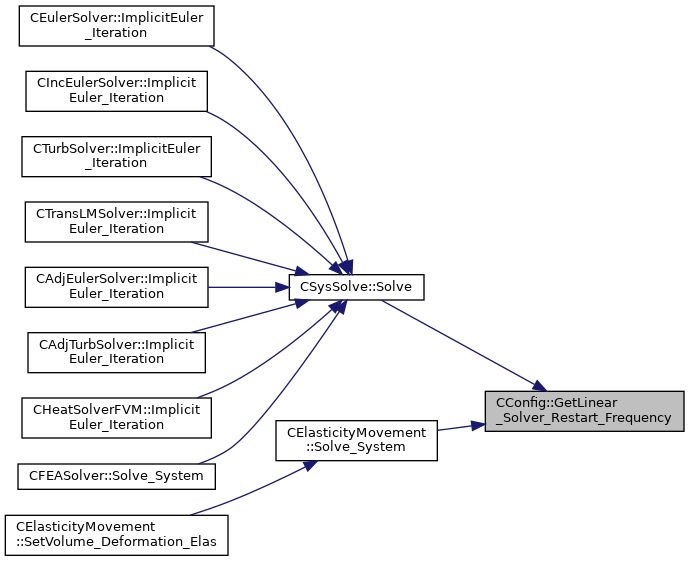 CEulerSolver::ImplicitEuler
_Iteration
CIncEulerSolver::Implicit
Euler_Iteration
CTurbSolver::ImplicitEuler
_Iteration
CTransLMSolver::Implicit
Euler_Iteration
CAdjEulerSolver::Implicit
Euler_Iteration
CAdjTurbSolver::Implicit
Euler_Iteration
CHeatSolverFVM::Implicit
Euler_Iteration
CFEASolver::Solve_System
CElasticityMovement
::SetVolume_Deformation_Elas
CSysSolve::Solve
CElasticityMovement
::Solve_System
CConfig::GetLinear
_Solver_Restart_Frequency